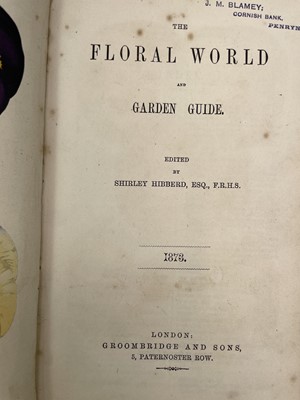 J. M. BLAMEY;
CORNISH BANK,
PENRYN
THE
FLORAL WORLD
AND
GARDEN GUIDE.
EDITED
BY
SHIRLEY HIBBERD, ESQ., F.R.H.S.
1873.
LONDON:
GROOMBRIDGE AND SONS,
5, PATERNOSTER ROW.